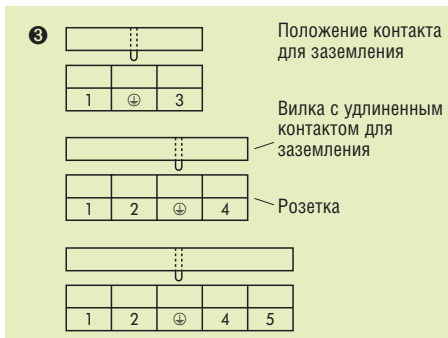 ❸
Положение контакта
для заземления
1 ⏚ 3
Вилка с удлиненным
контактом для
заземления
1 2 ⏚ 4
Розетка
1 2 ⏚ 4 5